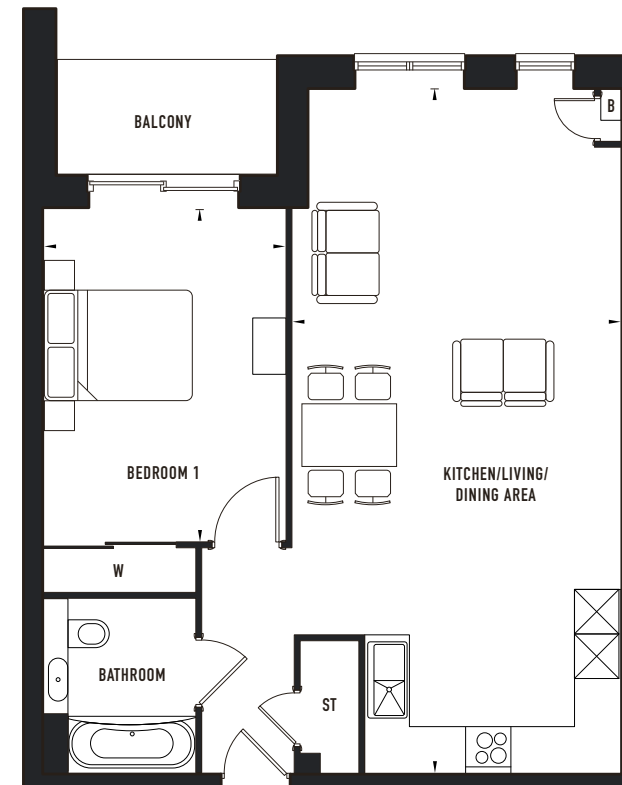 BALCONY
B
BEDROOM 1
KITCHEN/LIVING/
DINING AREA
W
BATHROOM
ST